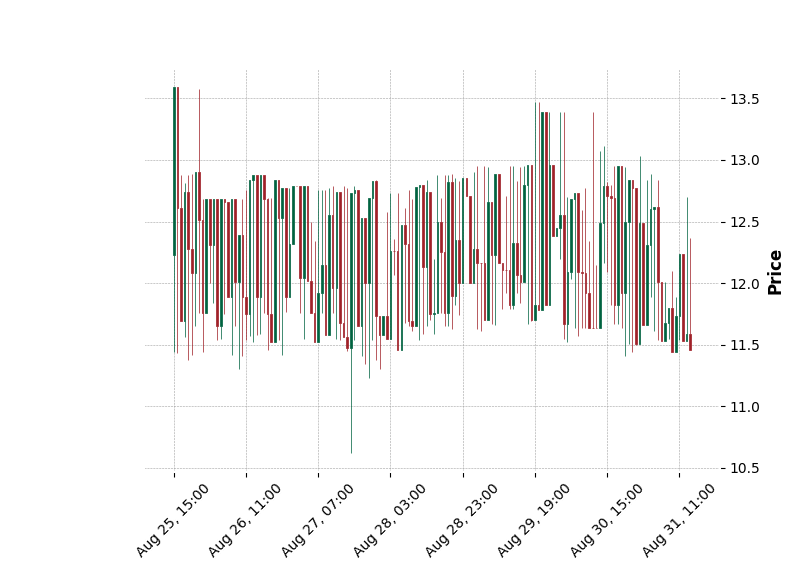 13.5
13.0
12.5
12.0
11.5
11.0
10.5
Price
Aug 25, 15:00
Aug 26, 11:00
Aug 27, 07:00
Aug 28, 03:00
Aug 28, 23:00
Aug 29, 19:00
Aug 30, 15:00
Aug 31, 11:00